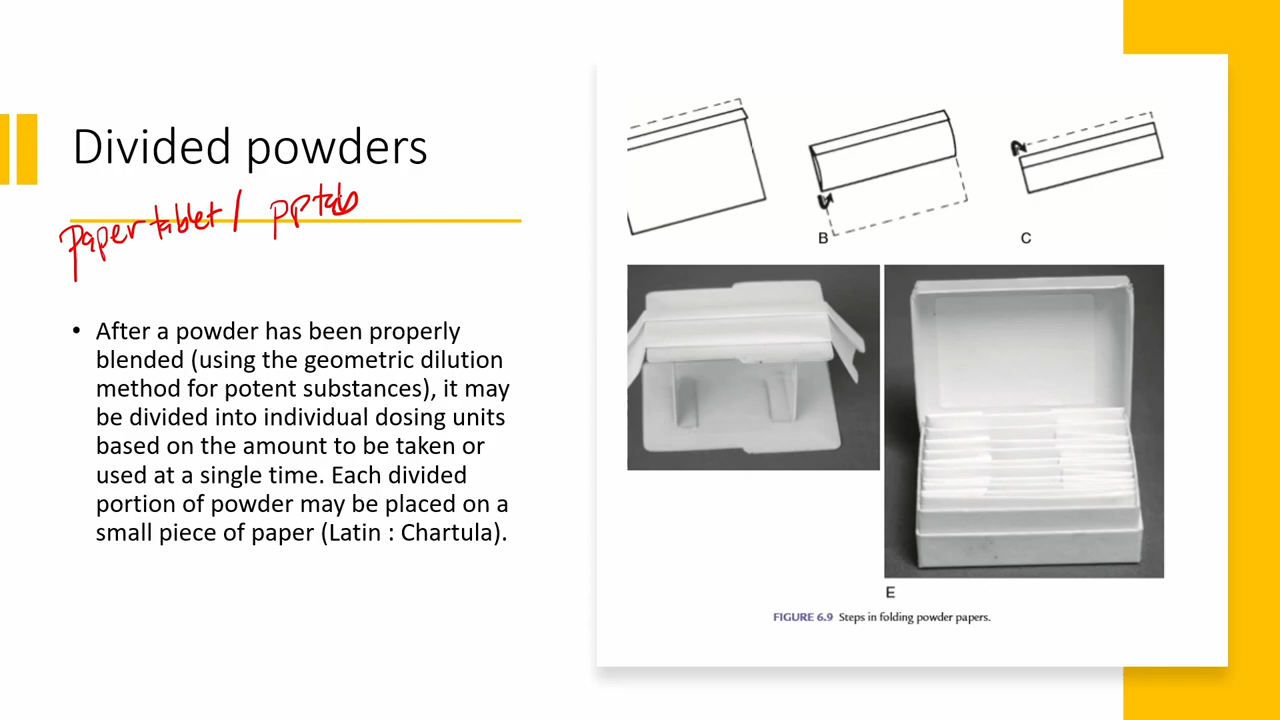 Divided powders
Paper tablet / pptab
• After a powder has been properly
blended (using the geometric dilution
method for potent substances), it may
be divided into individual dosing units
based on the amount to be taken or
used at a single time. Each divided
portion of powder may be placed on a
small piece of paper (Latin : Chartula).
B
C
E
FIGURE 6.9 Steps in folding powder papers.